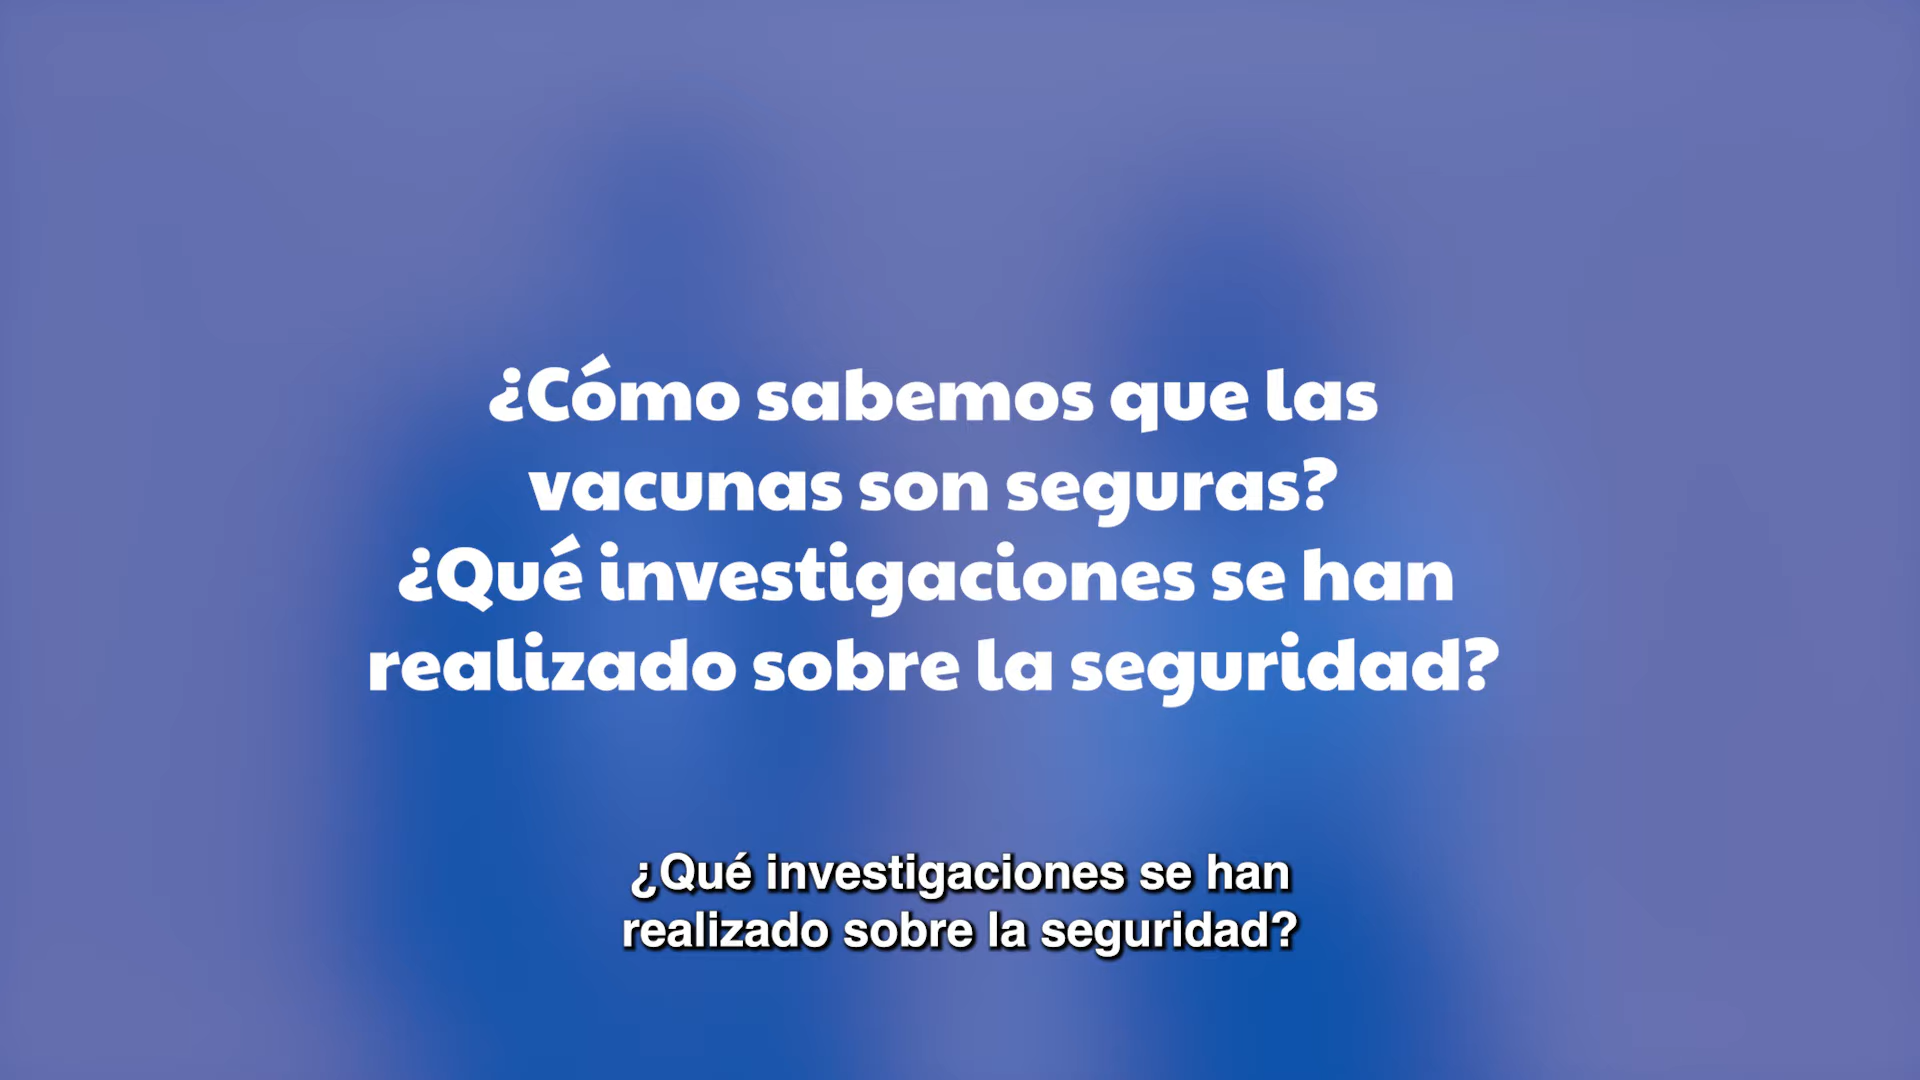 ¿Cómo sabemos que las
vacunas son seguras?
¿Qué investigaciones se han
realizado sobre la seguridad?
¿Qué investigaciones se han
realizado sobre la seguridad?